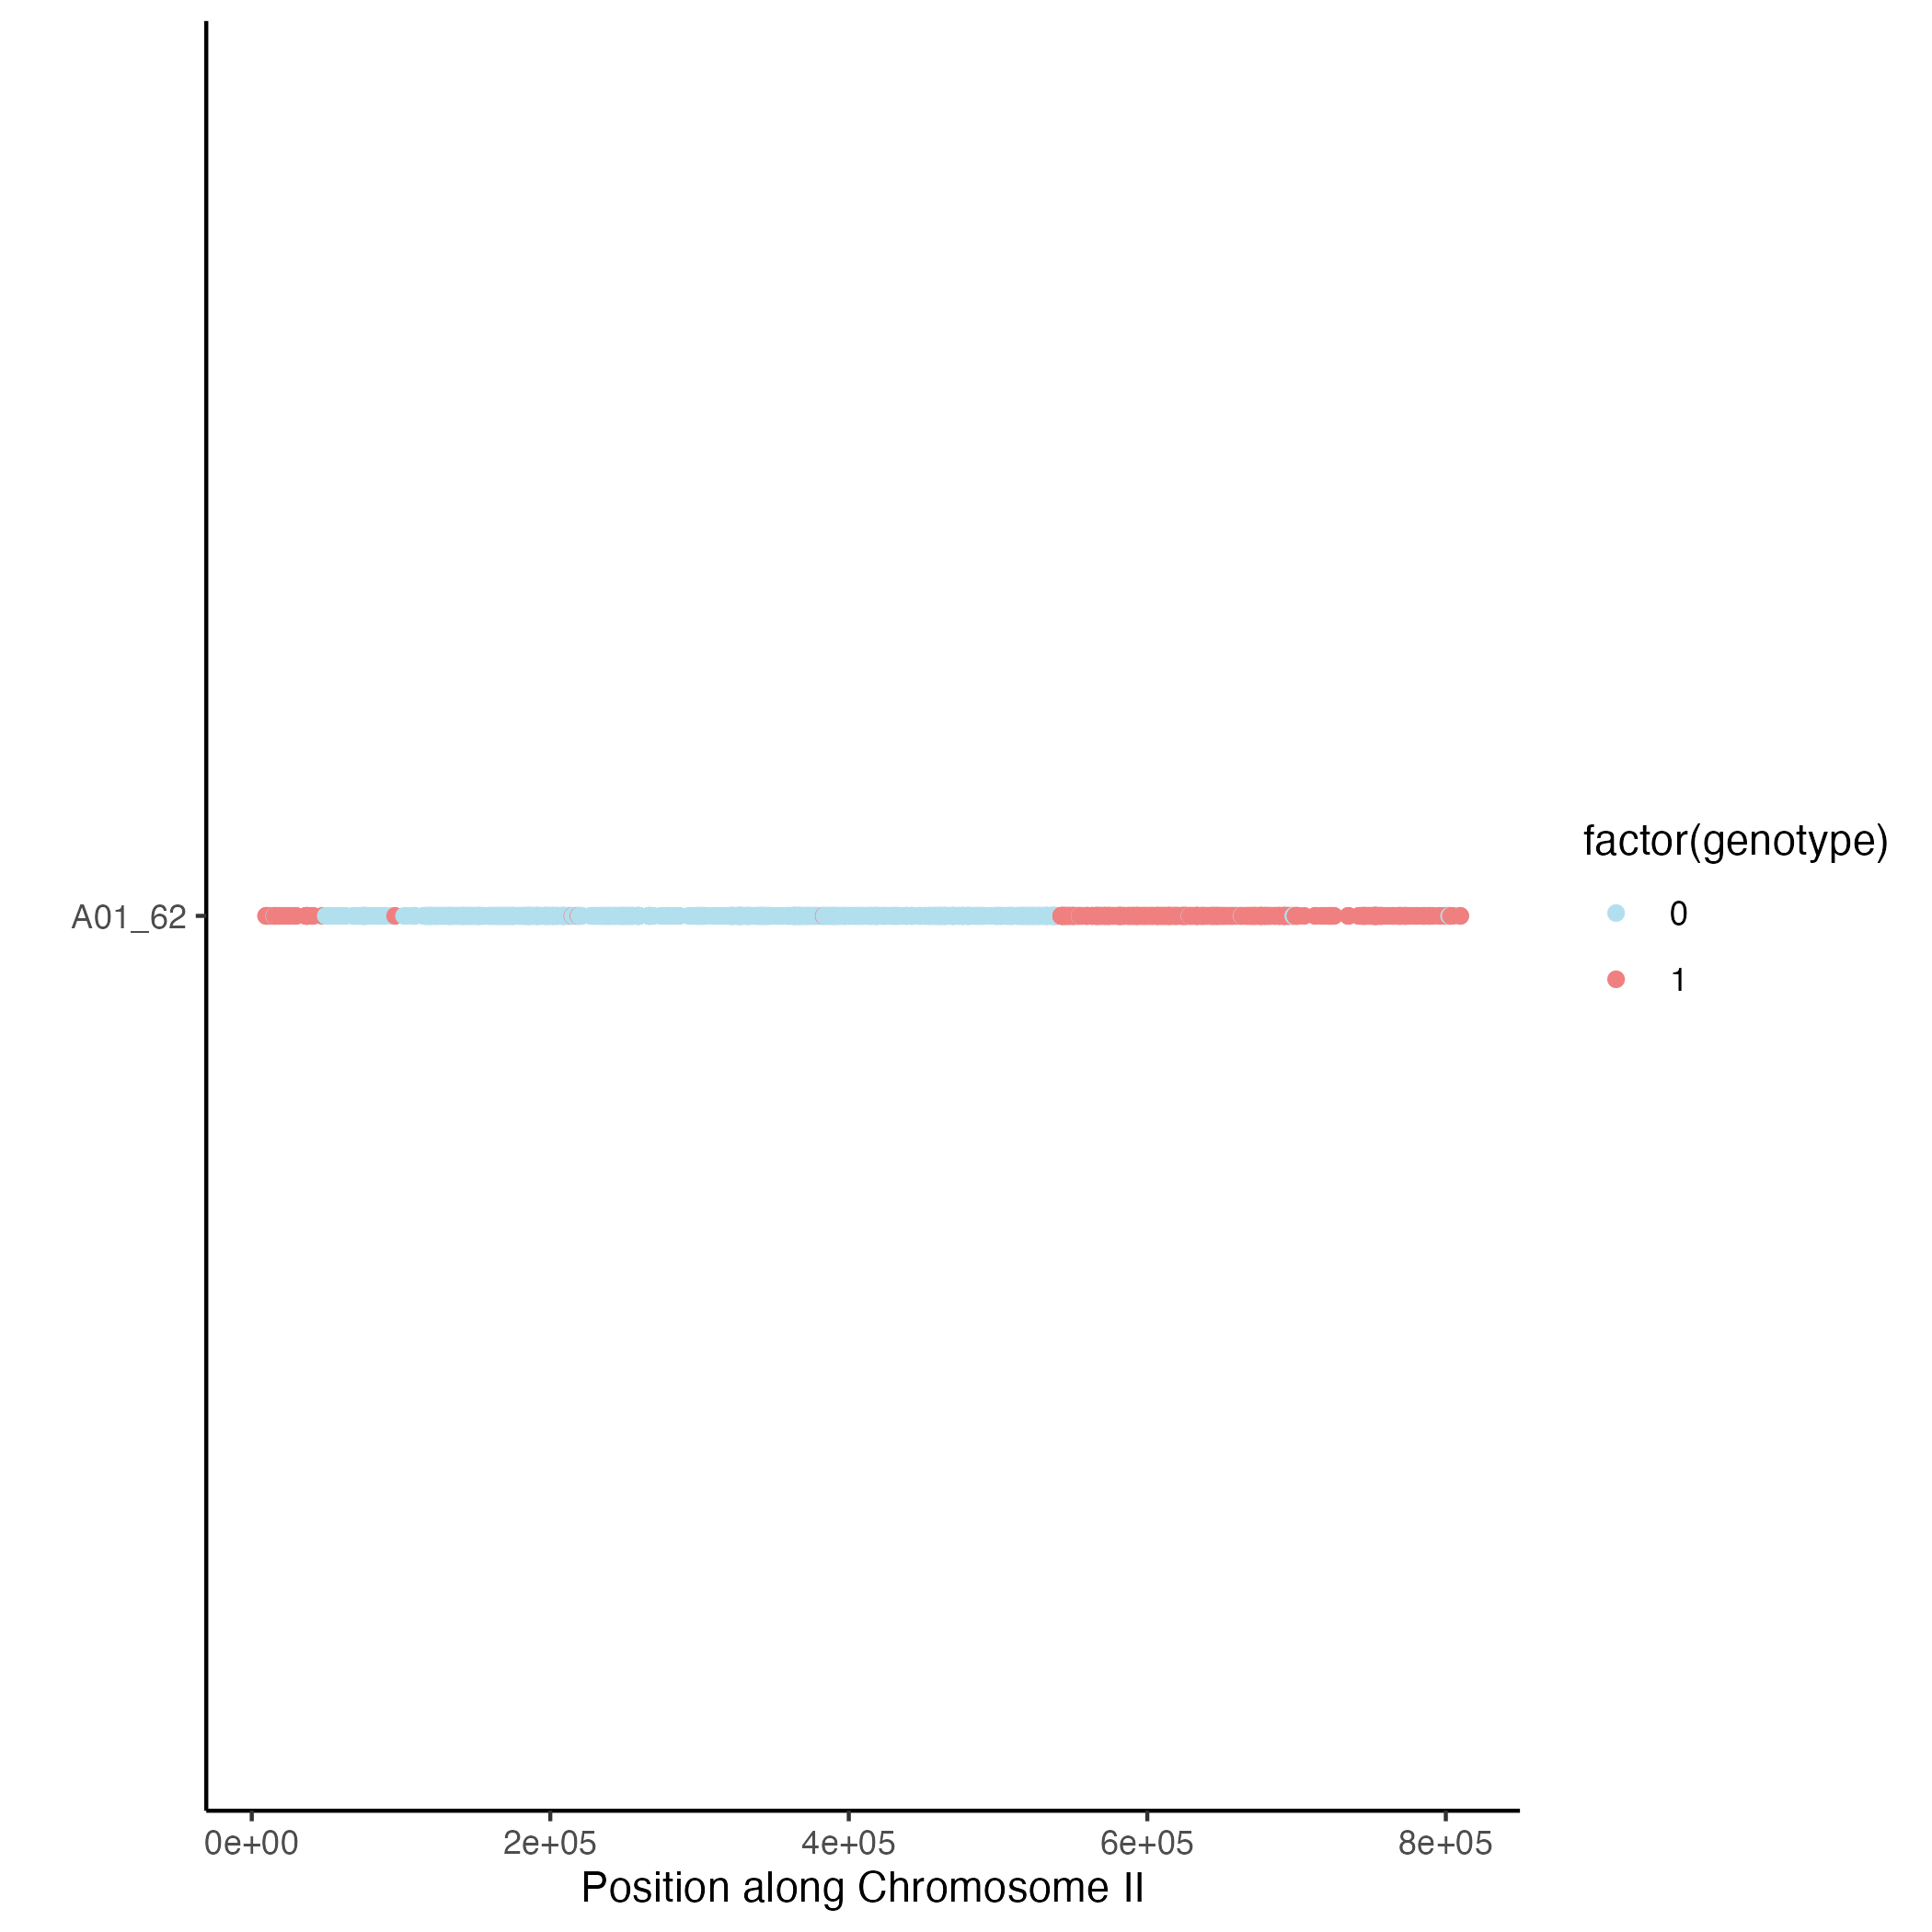 A01_62
factor(genotype)
0
1
0e+00 2e+05 4e+05 6e+05 8e+05
Position along Chromosome II